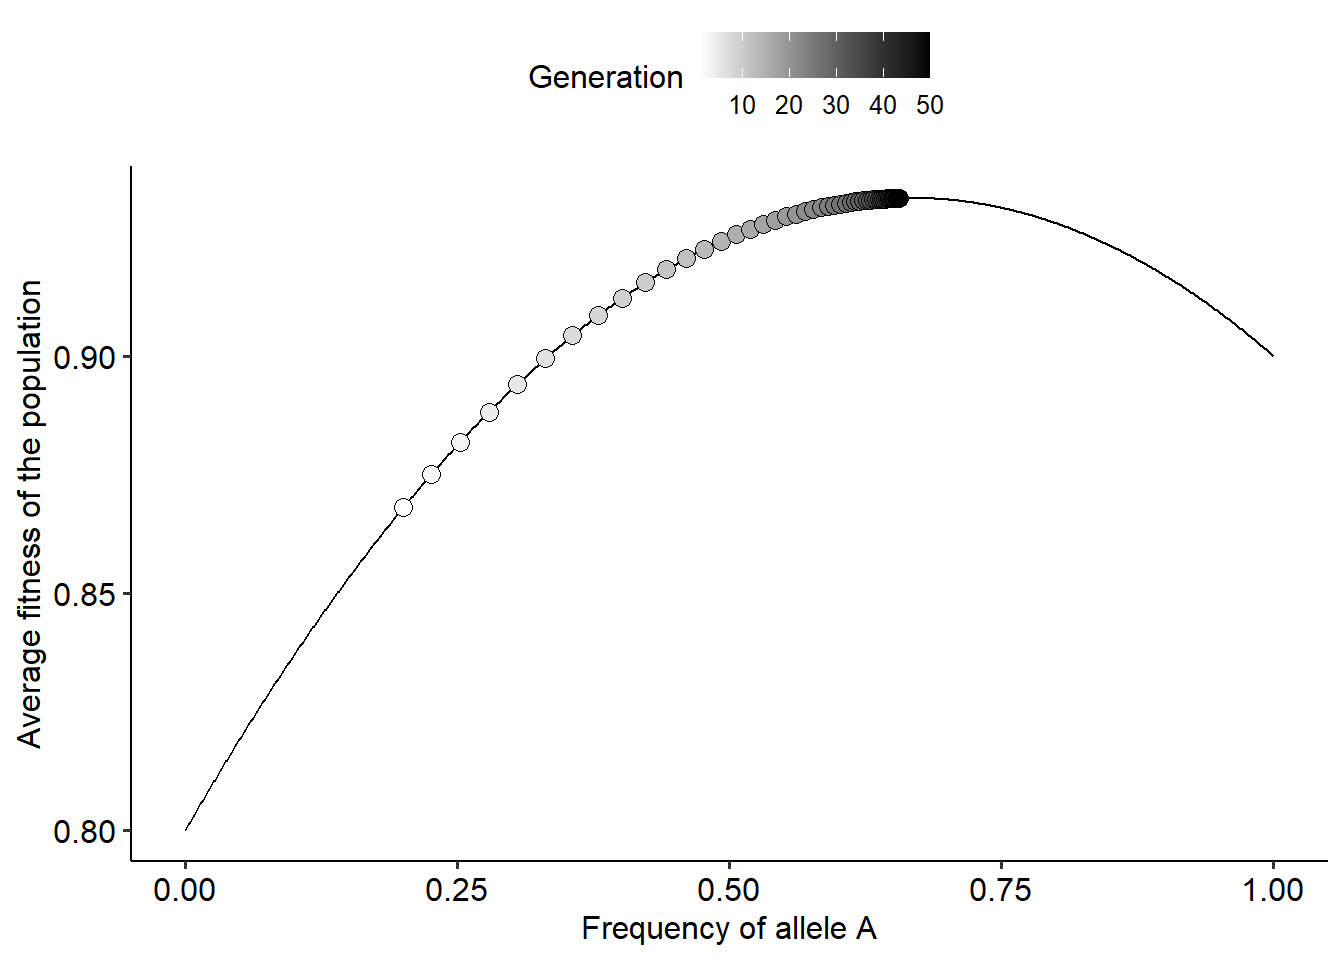 Generation
10 20 30 40 50
Average fitness of the population
0.90
0.85
0.80
0.00 0.25 0.50 0.75 1.00
Frequency of allele A